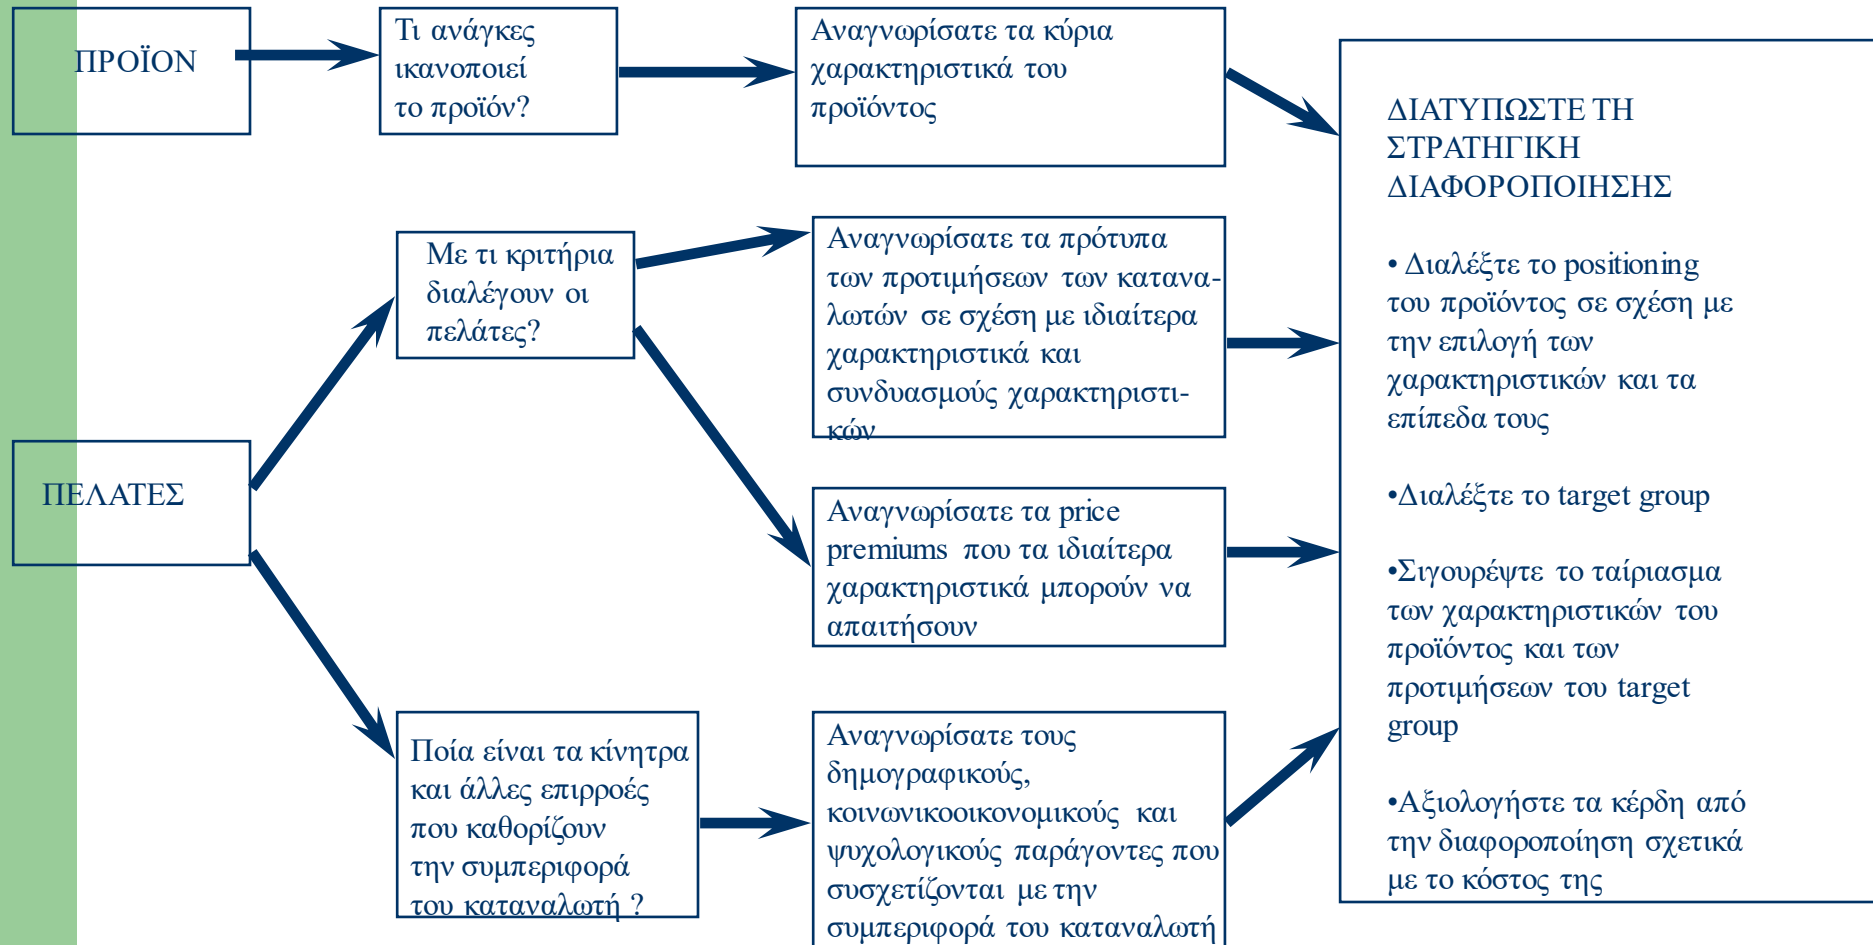 ΠΡΟΪΟΝ
Τι ανάγκες
ικανοποιεί
το προϊόν?
Αναγνωρίσατε τα κύρια
χαρακτηριστικά του
προϊόντος
Με τι κριτήρια
διαλέγουν οι
πελάτες?
Αναγνωρίσατε τα πρότυπα
των προτιμήσεων των κατανα-
λωτών σε σχέση με ιδιαίτερα
χαρακτηριστικά και
συνδυασμούς χαρακτηριστι-
κών
ΠΕΛΑΤΕΣ
Αναγνωρίσατε τα price
premiums που τα ιδιαίτερα
χαρακτηριστικά μπορούν να
απαιτήσουν
Ποία είναι τα κίνητρα
και άλλες επιρροές
που καθορίζουν
την συμπεριφορά
του καταναλωτή ?
Αναγνωρίσατε τους
δημογραφικούς,
κοινωνικοοικονομικούς και
ψυχολογικούς παράγοντες που
συσχετίζονται με την
συμπεριφορά του καταναλωτή
ΔΙΑΤΥΠΩΣΤΕ ΤΗ
ΣΤΡΑΤΗΓΙΚΗ
ΔΙΑΦΟΡΟΠΟΙΗΣΗΣ
• Διαλέξτε το positioning
του προϊόντος σε σχέση με
την επιλογή των
χαρακτηριστικών και τα
επίπεδα τους
•Διαλέξτε το target group
•Σιγουρέψτε το ταίριασμα
των χαρακτηριστικών του
προϊόντος και των
προτιμήσεων του target
group
•Αξιολογήστε τα κέρδη από
την διαφοροποίηση σχετικά
με το κόστος της